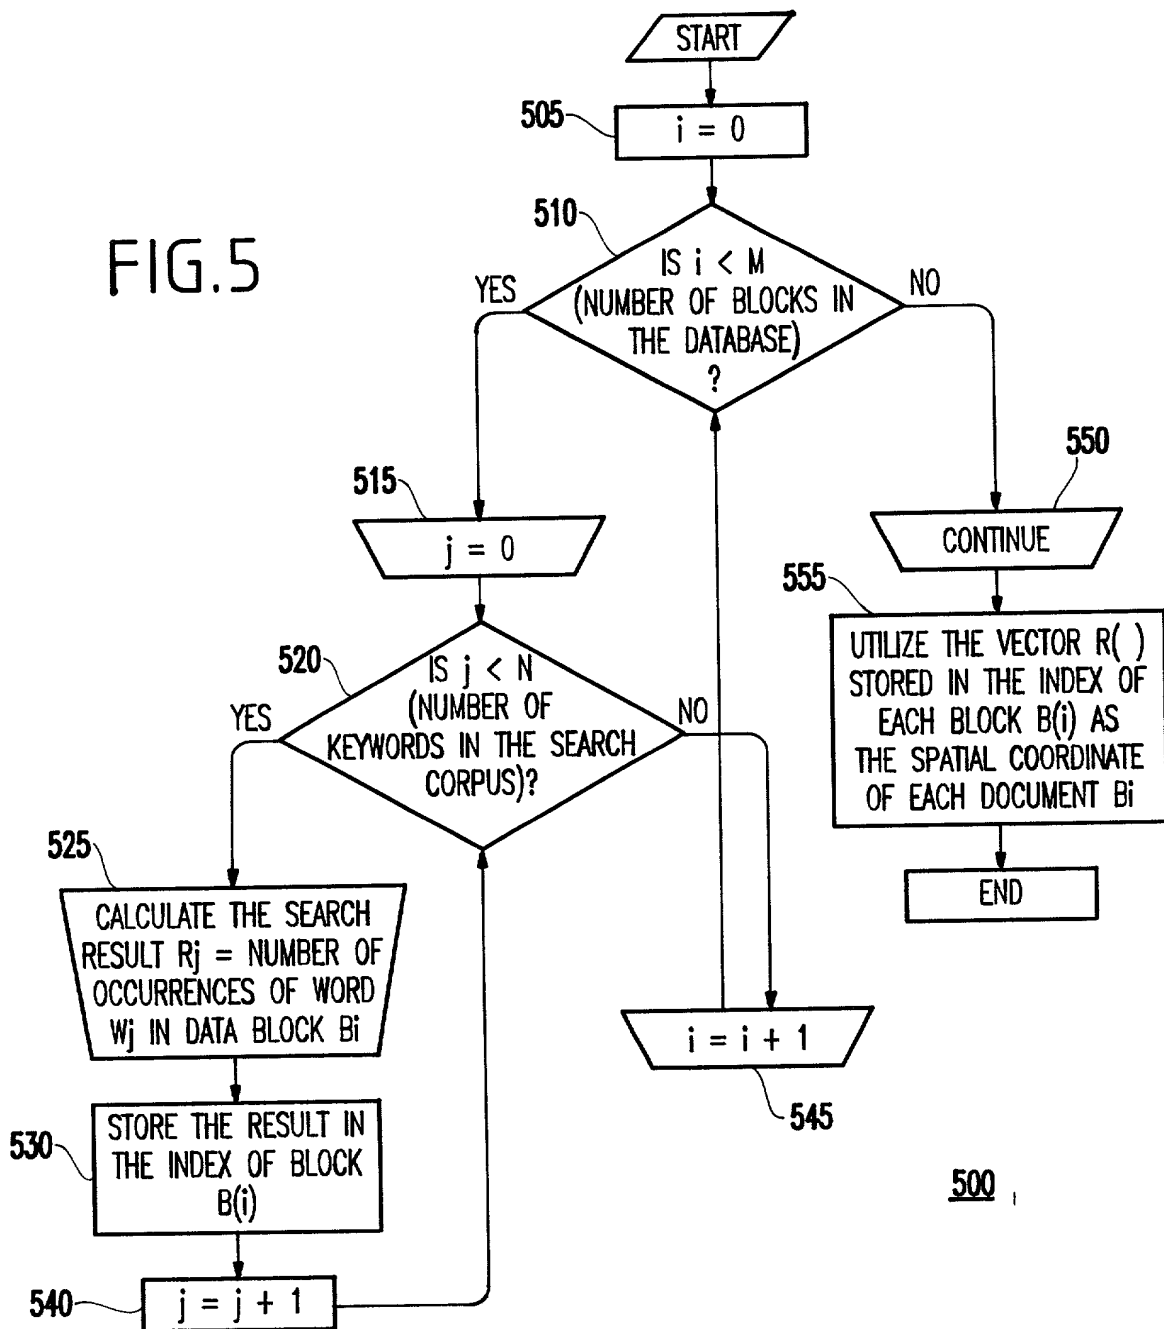 START
505
i = 0
FIG.5
510
IS i < M
(NUMBER OF BLOCKS IN
THE DATABASE)
?
YES
NO
515
j = 0
550
CONTINUE
520
IS j < N
(NUMBER OF
KEYWORDS IN THE SEARCH
CORPUS)?
YES
NO
555
UTILIZE THE VECTOR R( )
STORED IN THE INDEX OF
EACH BLOCK B(i) AS
THE SPATIAL COORDINATE
OF EACH DOCUMENT Bi
END
525
CALCULATE THE SEARCH
RESULT Rj = NUMBER OF
OCCURRENCES OF WORD
Wj IN DATA BLOCK Bi
530
STORE THE RESULT IN
THE INDEX OF BLOCK
B(i)
540
j = j + 1
i = i + 1
545
500